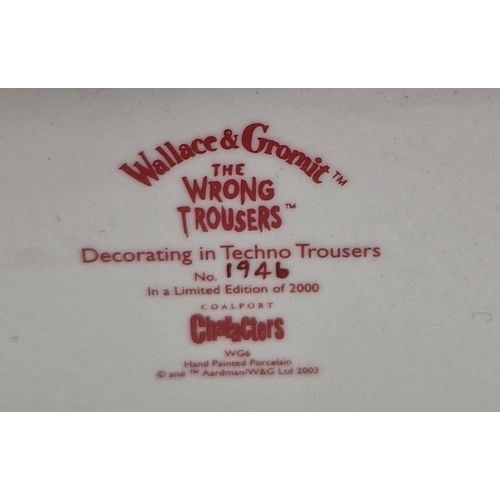 Wallace & Gromit™
THE
WRONG
TROUSERS™
Decorating in Techno Trousers
No. 1946
In a Limited Edition of 2000
COALPORT
Characters
WG6
Hand Painted Porcelain
© and ™ Aardman/W&G Ltd 2003